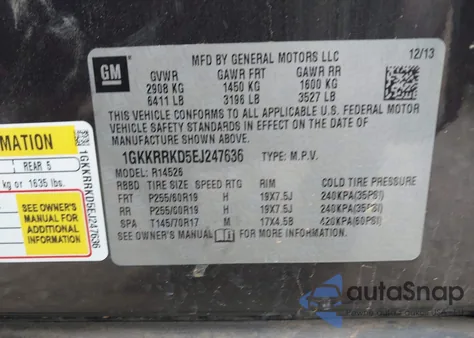 GM
MFD BY GENERAL MOTORS LLC 12/13
GVWR GAWR FRT GAWR RR
2908 KG 1450 KG 1600 KG
6411 LB 3196 LB 3527 LB
THIS VEHICLE CONFORMS TO ALL APPLICABLE U.S. FEDERAL MOTOR
VEHICLE SAFETY, BUMPER, AND THEFT PREVENTION
STANDARDS IN EFFECT ON THE DATE OF
MANUFACTURE SHOWN ABOVE.
1GKKRRKD5EJ247636 TYPE: M.P.V.
MODEL: R14526
RBBD TIRE SIZE SPEED RTG RIM COLD TIRE PRESSURE
FRT P255/60R19 H 19X7.5J 240KPA(35PSI)
RR P255/60R19 H 19X7.5J 240KPA(35PSI)
SPA T145/70R17 M 17X4.5B 420KPA(60PSI)
SEE OWNER'S MANUAL FOR MORE INFORMATION.
MATION
REAR 5
kg or 1635 lbs.
SEE OWNER'S
MANUAL FOR
ADDITIONAL
INFORMATION
1GKKRRKD5EJ247636
autoSnap